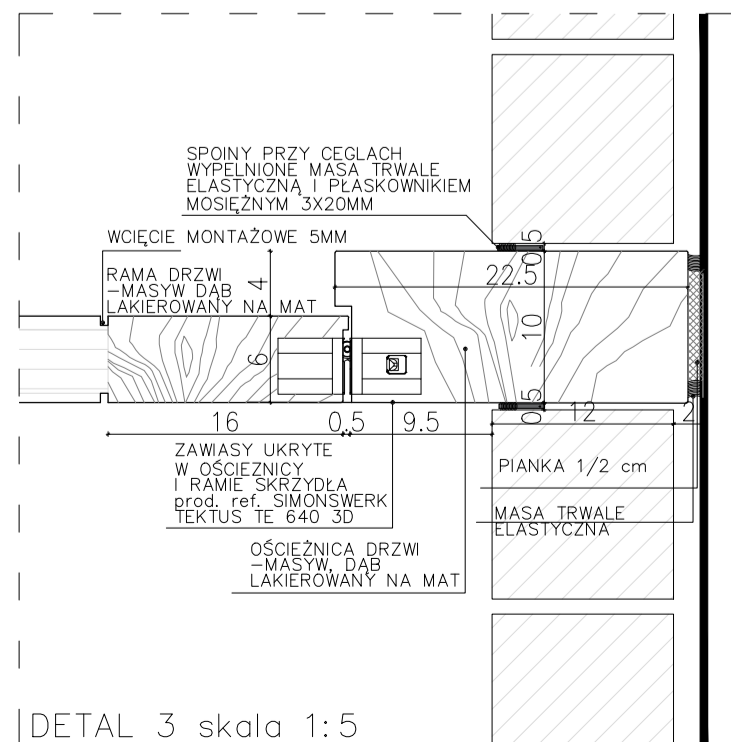 SPOINY PRZY CEGLACH
WYPELNIONE MASA TRWALE
ELASTYCZNĄ I PŁASKOWNIKIEM
MOSIĘŻNYM 3X20MM
WCIĘCIE MONTAŻOWE 5MM
RAMA DRZWI
-MASYW DĄB
LAKIEROWANY NA MAT
4
6
0.5
22.5
10
0.5
16
0.5
9.5
12
2
ZAWIASY UKRYTE
W OŚCIEZNICY
I RAMIE SKRZYDŁA
prod. ref. SIMONSWERK
TEKTUS TE 640 3D
PIANKA 1/2 cm
MASA TRWALE
ELASTYCZNA
OŚCIEŻNICA DRZWI
-MASYW, DĄB
LAKIEROWANY NA MAT
DETAL 3 skala 1:5